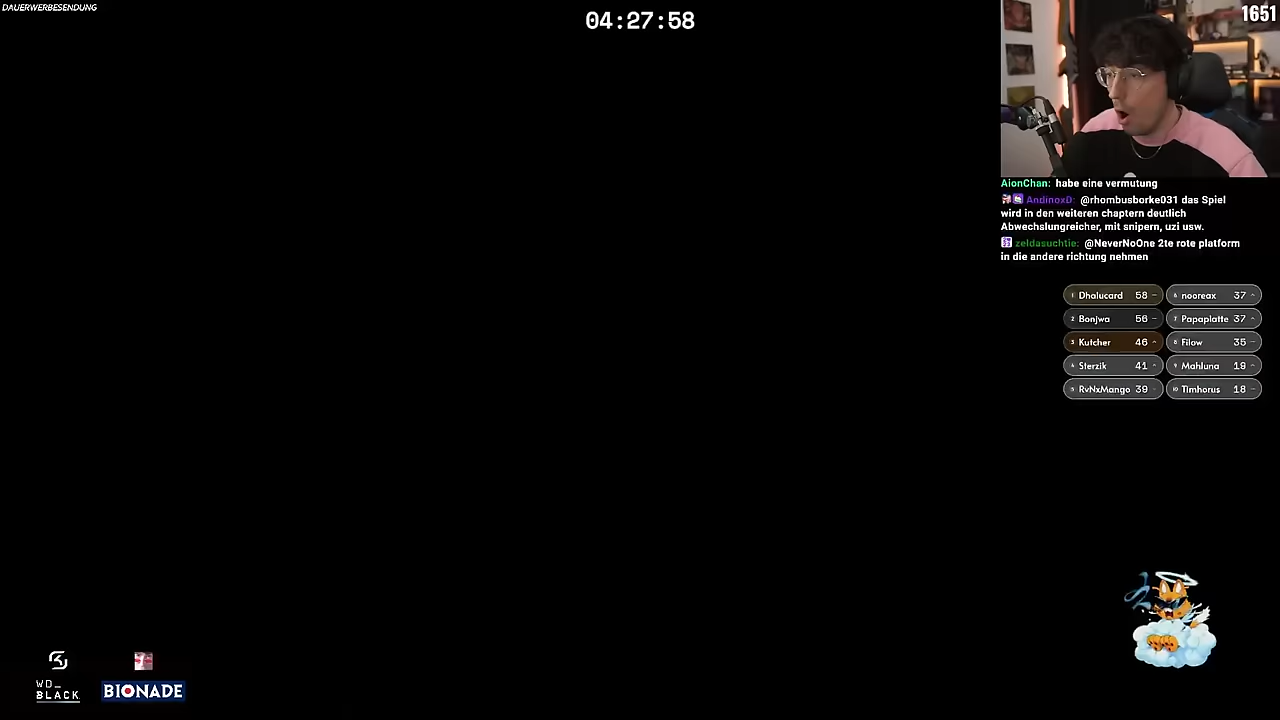 DAUERWERBESENDUNG
04:27:58
1651
AionChan: habe eine vermutung
AndinoxD: @rhombusborke031 das Spiel
wird in den weiteren chaptern deutlich
Abwechslungreicher, mit snipern, uzi usw.
zeldasuchtie: @NeverNoOne 2te rote platform
in die andere richtung nehmen
1 Dhalucard 58
2 Bonjwa 56
3 Kutcher 46
4 Sterzik 41
5 RvNxMango 39
6 nooreax 37
7 Papaplatte 37
8 Filow 35
9 Mahluna 19
10 Timhorus 18
WD_
BLACK
BIONADE